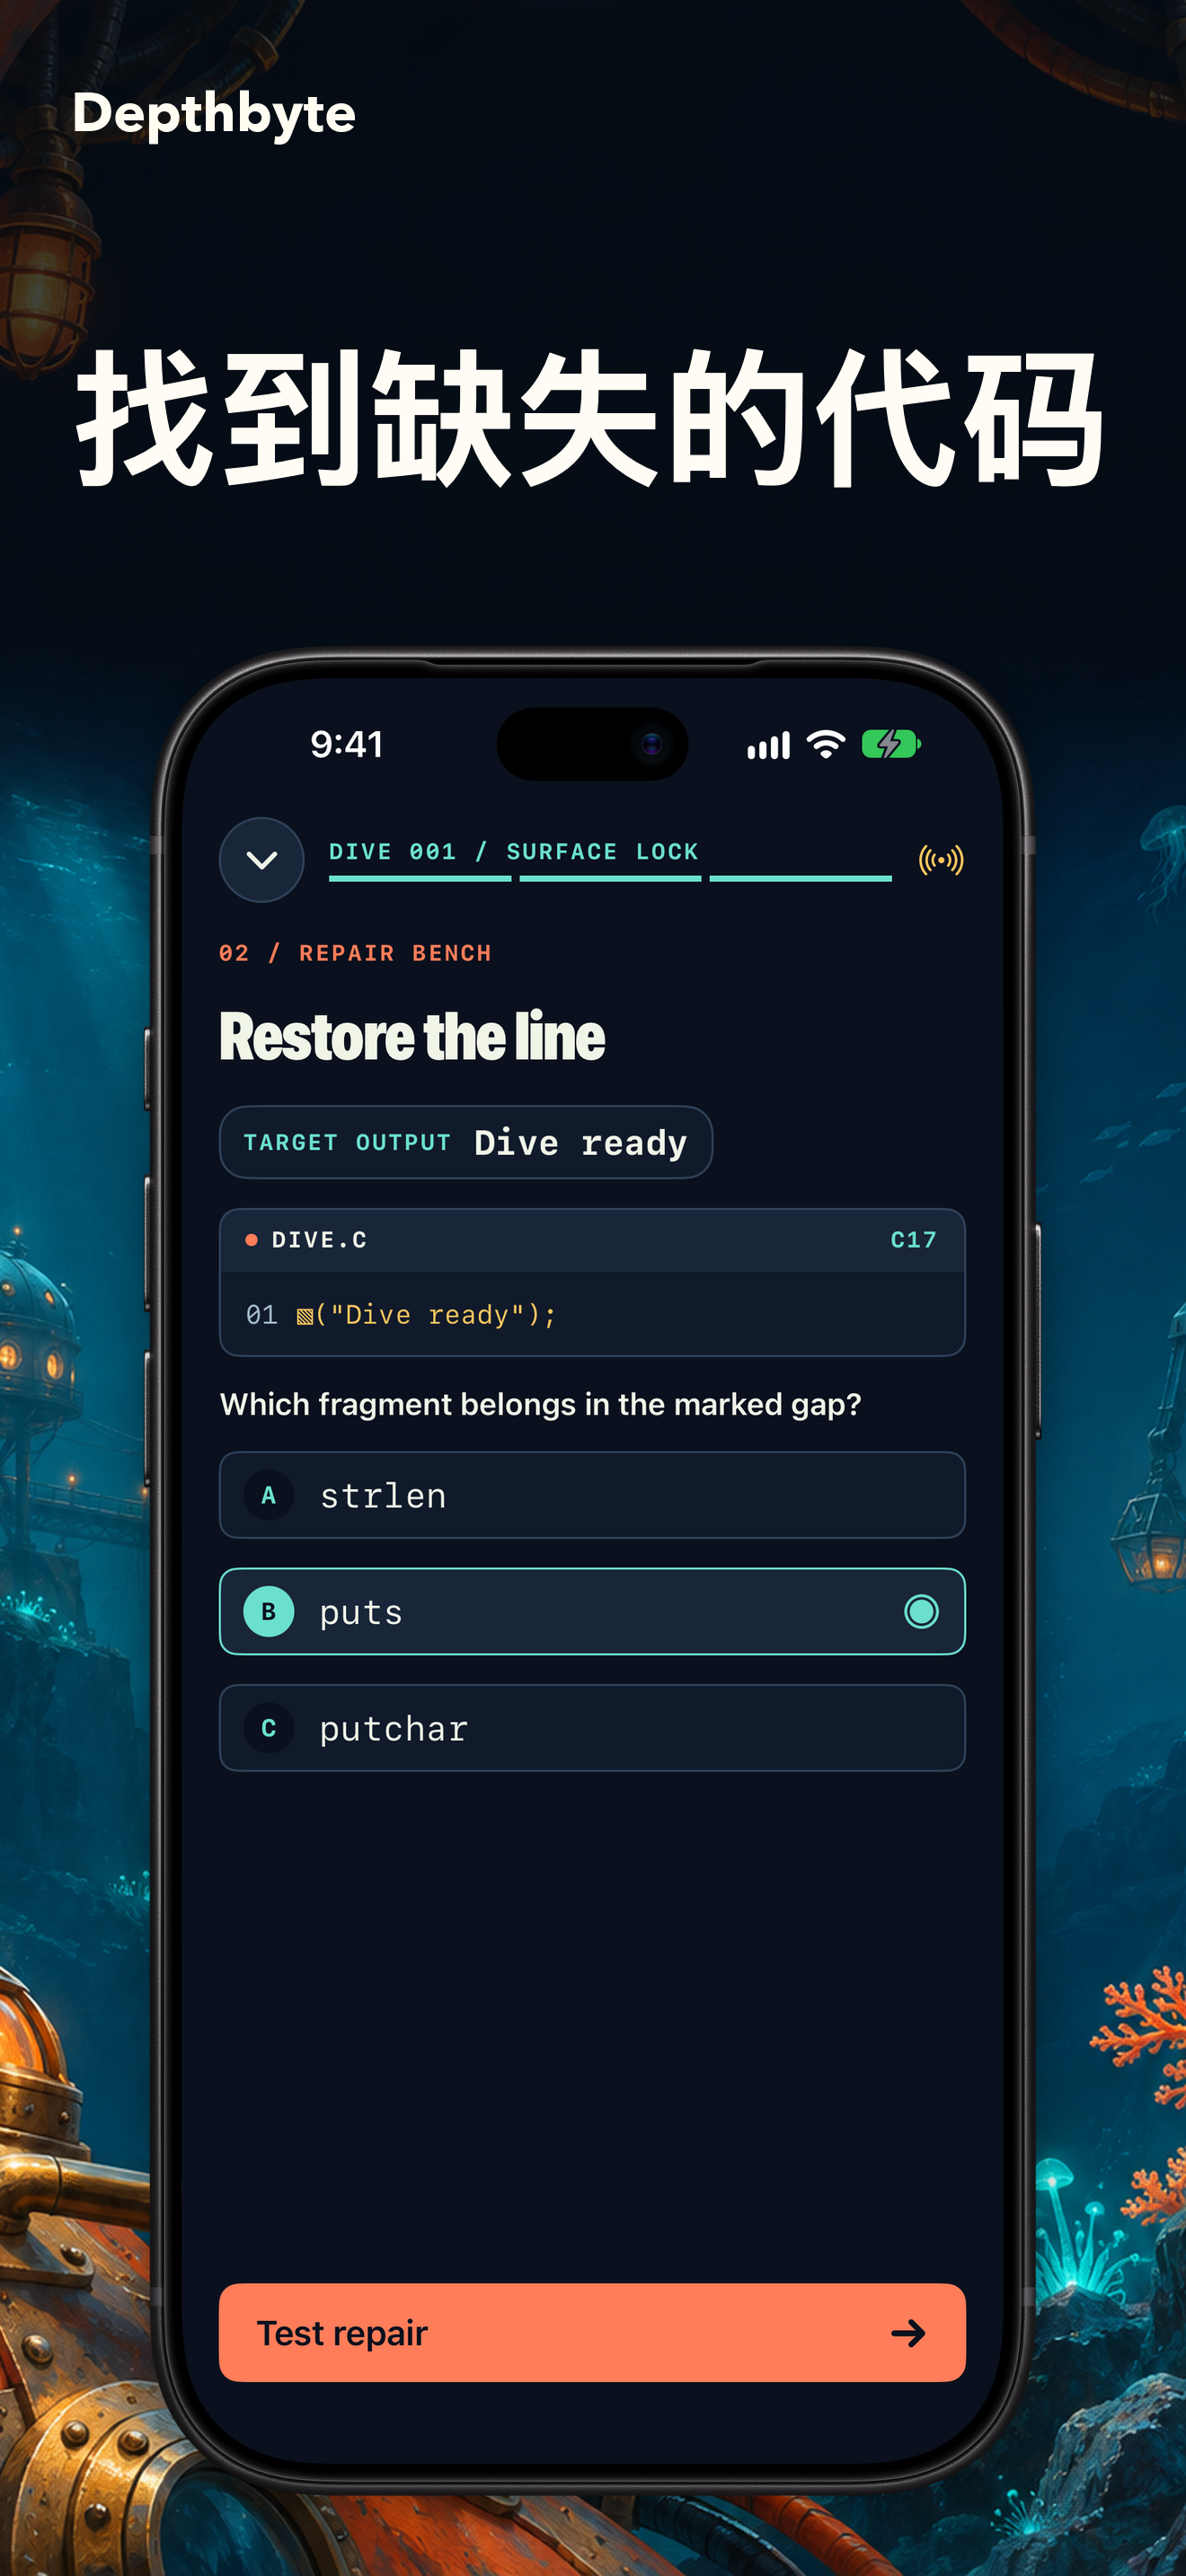 Depthbyte
找到缺失的代码
9:41
DIVE 001 / SURFACE LOCK
02 / REPAIR BENCH
Restore the line
TARGET OUTPUT Dive ready
DIVE.C C17
01 ▧("Dive ready");
Which fragment belongs in the marked gap?
A strlen
B puts
C putchar
Test repair →